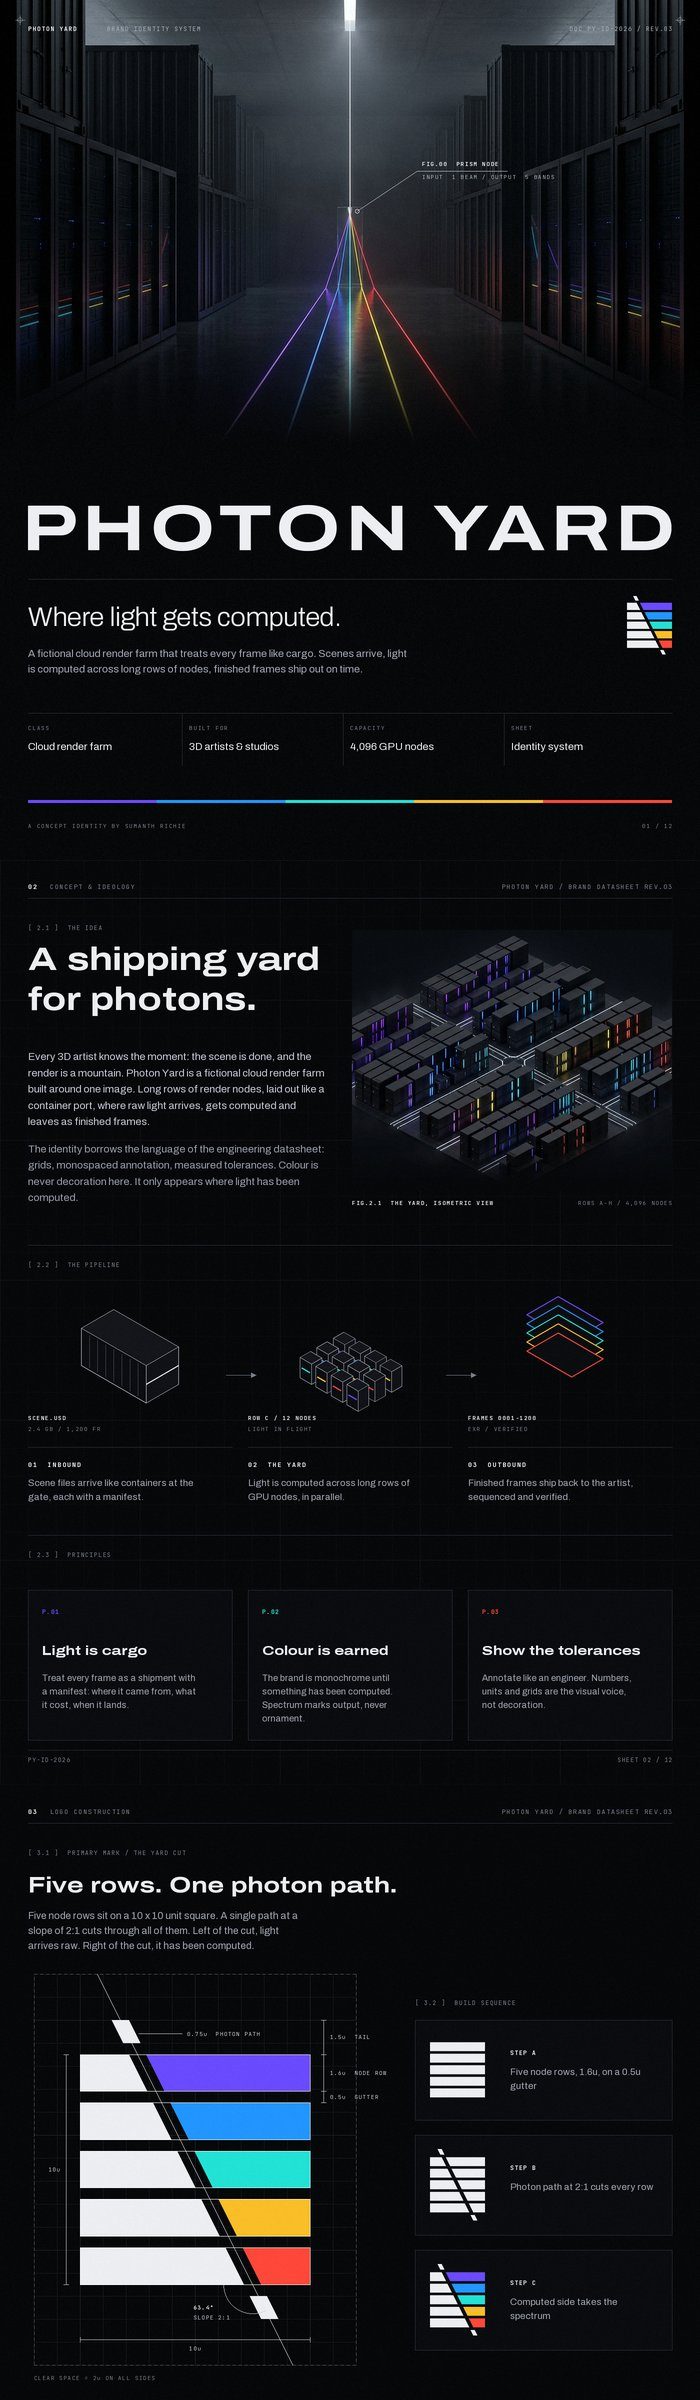 PHOTON YARD
BRAND IDENTITY SYSTEM
DOC PY-ID-2026 / REV.03
FIG.00 PRISM NODE
INPUT 1 BEAM / OUTPUT 5 BANDS
PHOTON YARD
Where light gets computed.
A fictional cloud render farm that treats every frame like cargo. Scenes arrive, light
is computed across long rows of nodes, finished frames ship out on time.
CLASS
Cloud render farm
BUILT FOR
3D artists & studios
CAPACITY
4,096 GPU nodes
SHEET
Identity system
A CONCEPT IDENTITY BY SUMANTH RICHIE
01 / 12
02 CONCEPT & IDEOLOGY
PHOTON YARD / BRAND DATASHEET REV.03
[ 2.1 ] THE IDEA
A shipping yard
for photons.
Every 3D artist knows the moment: the scene is done, and the
render is a mountain. Photon Yard is a fictional cloud render farm
built around one image. Long rows of render nodes, laid out like a
container port, where raw light arrives, gets computed and
leaves as finished frames.
The identity borrows the language of the engineering datasheet:
grids, monospaced annotation, measured tolerances. Colour is
never decoration here. It only appears where light has been
computed.
FIG.2.1 THE YARD, ISOMETRIC VIEW
ROWS A-H / 4,096 NODES
[ 2.2 ] THE PIPELINE
SCENE.USD
2.4 GB / 1,200 FR
ROW C / 12 NODES
LIGHT IN FLIGHT
FRAMES 0001-1200
EXR / VERIFIED
01 INBOUND
Scene files arrive like containers at the
gate, each with a manifest.
02 THE YARD
Light is computed across long rows of
GPU nodes, in parallel.
03 OUTBOUND
Finished frames ship back to the artist,
sequenced and verified.
[ 2.3 ] PRINCIPLES
P.01
Light is cargo
Treat every frame as a shipment with
a manifest: where it came from, what
it cost, when it lands.
P.02
Colour is earned
The brand is monochrome until
something has been computed.
Spectrum marks output, never
ornament.
P.03
Show the tolerances
Annotate like an engineer. Numbers,
units and grids are the visual voice,
not decoration.
PY-ID-2026
SHEET 02 / 12
03 LOGO CONSTRUCTION
PHOTON YARD / BRAND DATASHEET REV.03
[ 3.1 ] PRIMARY MARK / THE YARD CUT
Five rows. One photon path.
Five node rows sit on a 10 x 10 unit square. A single path at a
slope of 2:1 cuts through all of them. Left of the cut, light
arrives raw. Right of the cut, it has been computed.
0.75u PHOTON PATH
1.5u TAIL
1.6u NODE ROW
0.5u GUTTER
10u
63.4°
SLOPE 2:1
10u
CLEAR SPACE = 2u ON ALL SIDES
[ 3.2 ] BUILD SEQUENCE
STEP A
Five node rows, 1.6u, on a 0.5u
gutter
STEP B
Photon path at 2:1 cuts every row
STEP C
Computed side takes the
spectrum